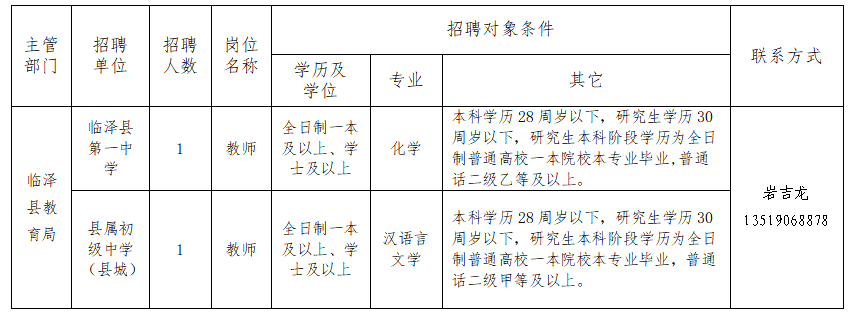 主管
部门
招聘
单位
招聘
人数
岗位
名称
招聘对象条件
联系方式
学历及
学位
专业
其它
临泽
县教
育局
临泽县
第一中
学
1
教师
全日制一本
及以上、学
士及以上
化学
本科学历 28 周岁以下，研究生学历 30
周岁以下，研究生本科阶段学历为全日
制普通高校一本院校本专业毕业,普通
话二级乙等及以上。
岩吉龙
13519068878
县属初
级中学
（县城）
1
教师
全日制一本
及以上、学
士及以上
汉语言
文学
本科学历 28 周岁以下，研究生学历 30
周岁以下，研究生本科阶段学历为全日
制普通高校一本院校本专业毕业，普通
话二级甲等及以上。